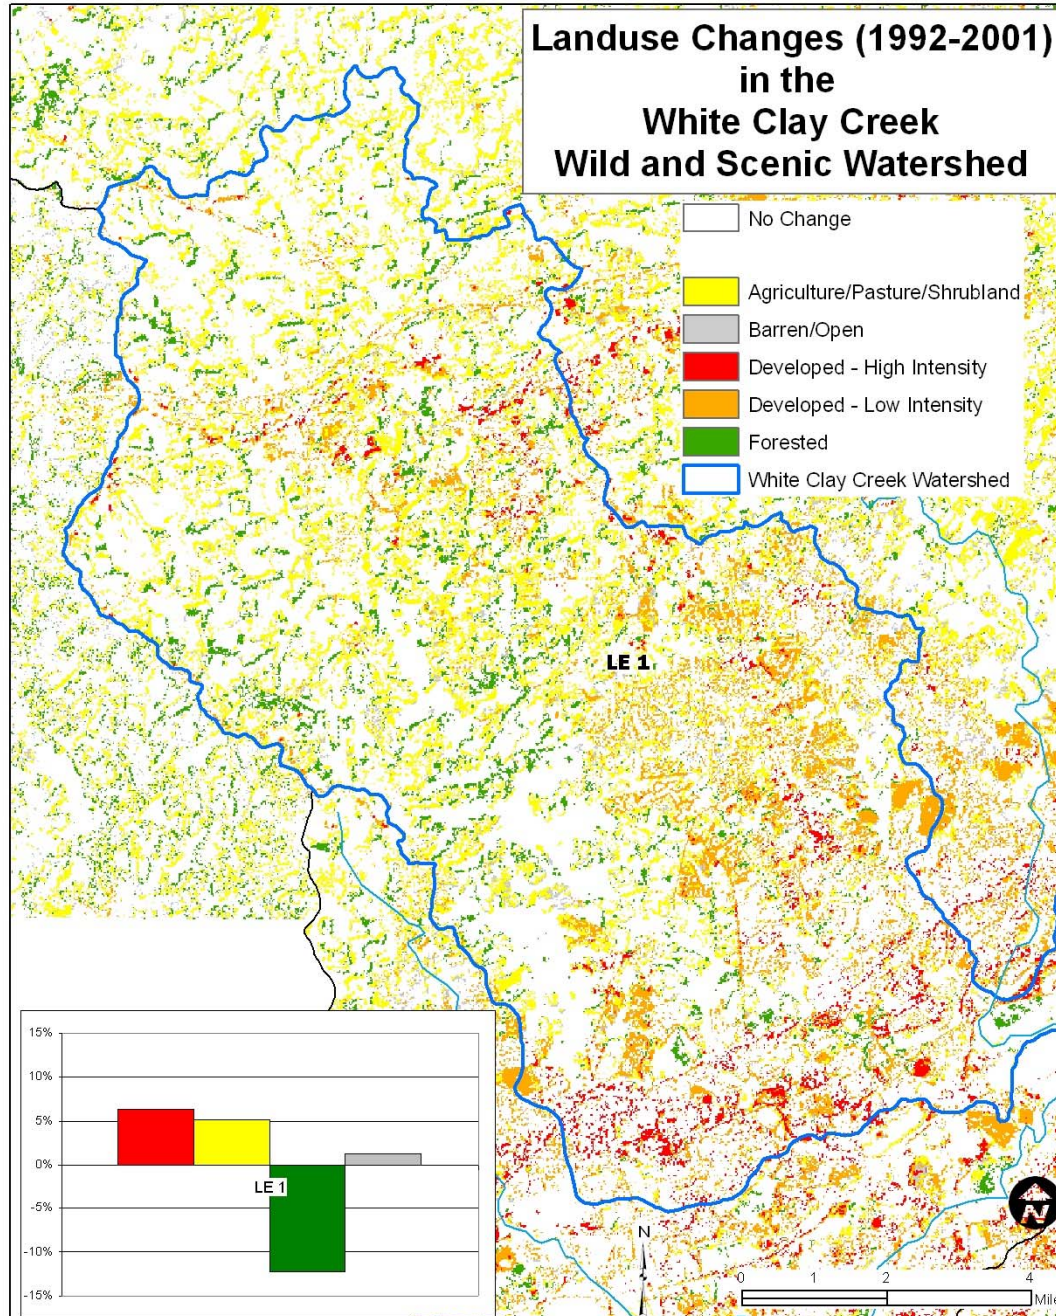 Landuse Changes (1992-2001)
in the
White Clay Creek
Wild and Scenic Watershed
No Change
Agriculture/Pasture/Shrubland
Barren/Open
Developed - High Intensity
Developed - Low Intensity
Forested
White Clay Creek Watershed
LE 1
15%
10%
5%
0%
LE 1
-5%
-10%
-15%
N
N
0 1 2 4
Mile